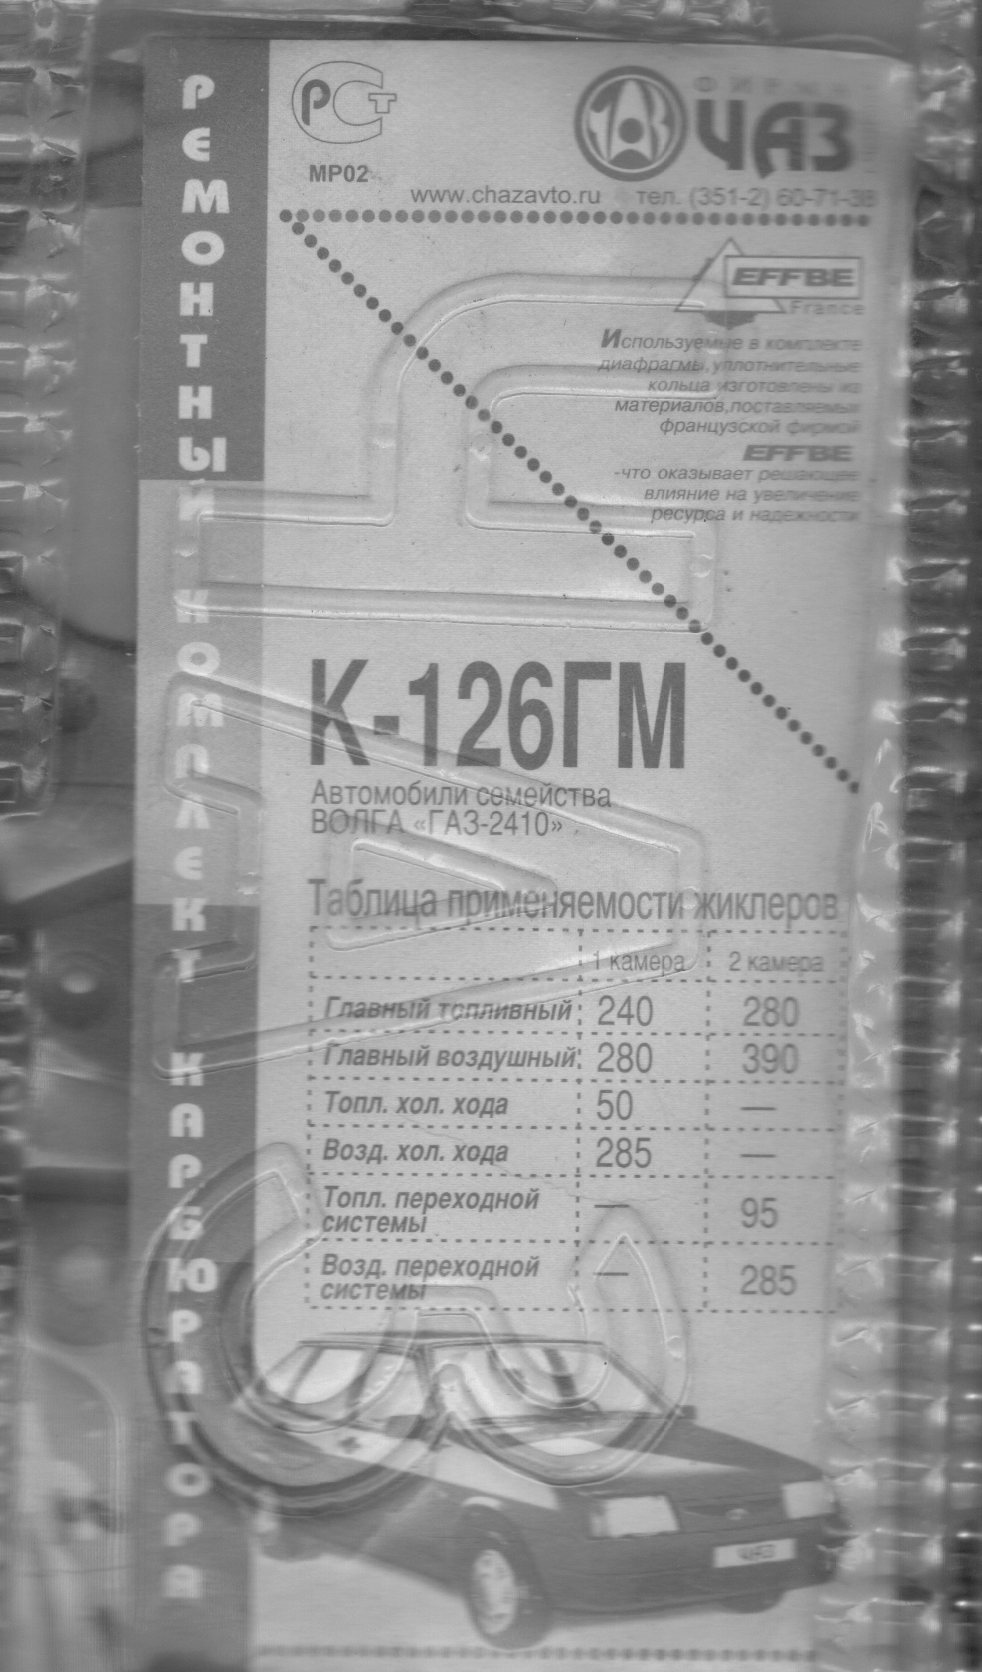 РЕМОНТНЫЙ КОМПЛЕКТ КАРБЮРАТОРА
РСТ
МР02
ФИРМА
ЧАЗ
www.chazavto.ru тел. (351-2) 60-71-38
EFFBE
France
Используемые в комплекте
диафрагмы,уплотнительные
кольца изготовлены из
материалов,поставляемых
французской фирмой
EFFBE
-что оказывает решающее
влияние на увеличение
ресурса и надежности
К-126ГМ
Автомобили семейства
ВОЛГА «ГАЗ-2410»
Таблица применяемости жиклеров
1 камера 2 камера
Главный топливный 240 280
Главный воздушный 280 390
Топл. хол. хода 50 —
Возд. хол. хода 285 —
Топл. переходной
системы — 95
Возд. переходной
системы — 285
ЧАЗ